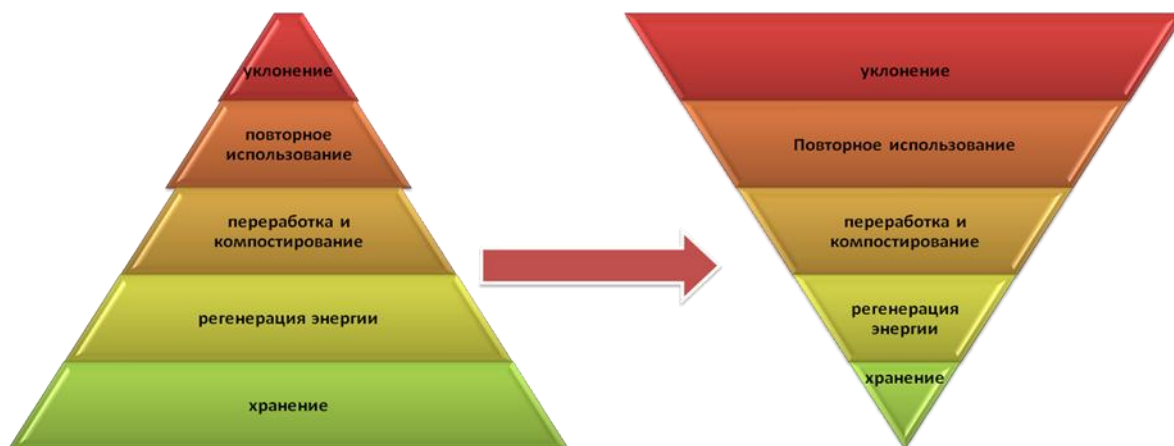 уклонение
повторное
использование
переработка и
компостирование
регенерация энергии
хранение
уклонение
Повторное использование
переработка и
компостирование
регенерация
энергии
хранение